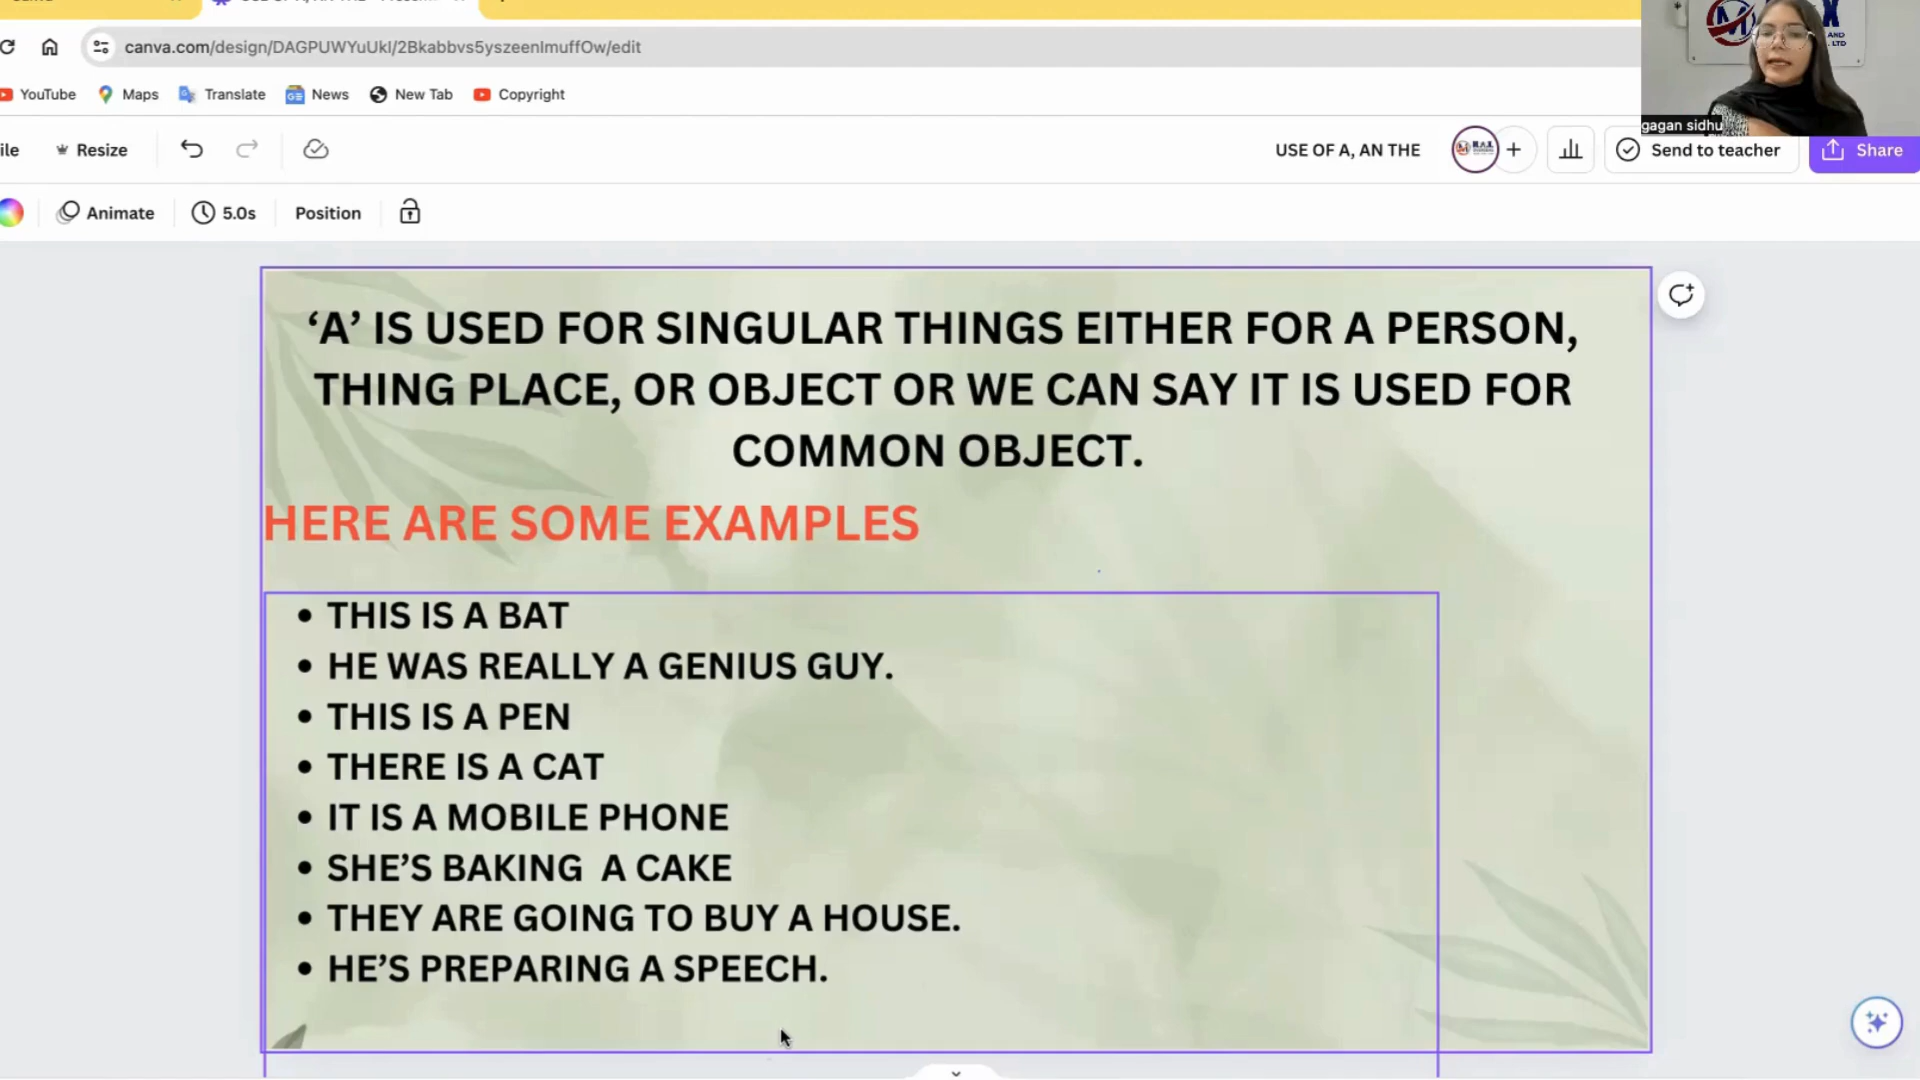 canva.com/design/DAGPUWYuUkI/2Bkabbvs5yszeenlmuffOw/edit
YouTube Maps Translate News New Tab Copyright
AND
. LTD
gagan sidhu
ile Resize USE OF A, AN THE Send to teacher Share
Animate 5.0s Position
‘A’ IS USED FOR SINGULAR THINGS EITHER FOR A PERSON,
THING PLACE, OR OBJECT OR WE CAN SAY IT IS USED FOR
COMMON OBJECT.
HERE ARE SOME EXAMPLES
• THIS IS A BAT
• HE WAS REALLY A GENIUS GUY.
• THIS IS A PEN
• THERE IS A CAT
• IT IS A MOBILE PHONE
• SHE’S BAKING  A CAKE
• THEY ARE GOING TO BUY A HOUSE.
• HE’S PREPARING A SPEECH.